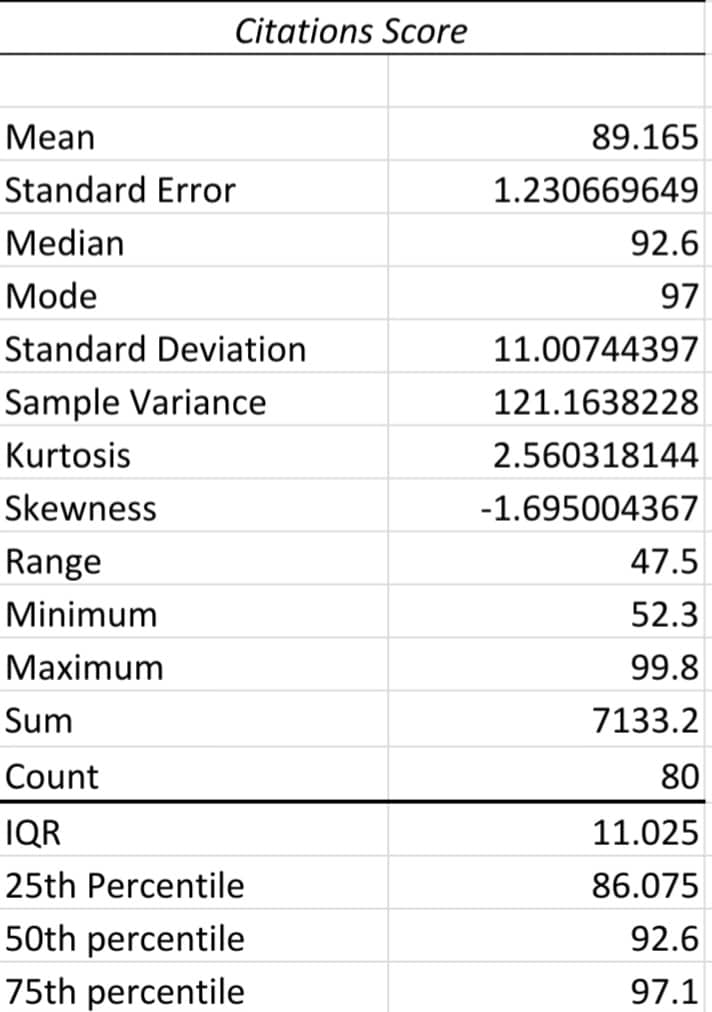 Citations Score
Mean 89.165
Standard Error 1.230669649
Median 92.6
Mode 97
Standard Deviation 11.00744397
Sample Variance 121.1638228
Kurtosis 2.560318144
Skewness -1.695004367
Range 47.5
Minimum 52.3
Maximum 99.8
Sum 7133.2
Count 80
IQR 11.025
25th Percentile 86.075
50th percentile 92.6
75th percentile 97.1